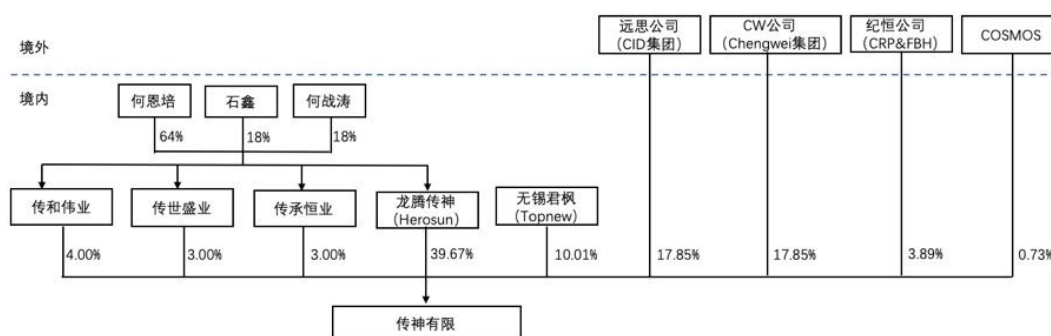 境外
远思公司
(CID集团)
CW公司
(Chengwei集团)
纪恒公司
(CRP&FBH)
COSMOS
境内
何恩培
石鑫
何战涛
64%
18%
18%
传和伟业
传世盛业
传承恒业
龙腾传神
(Herosun)
无锡君枫
(Topnew)
4.00%
3.00%
3.00%
39.67%
10.01%
17.85%
17.85%
3.89%
0.73%
传神有限